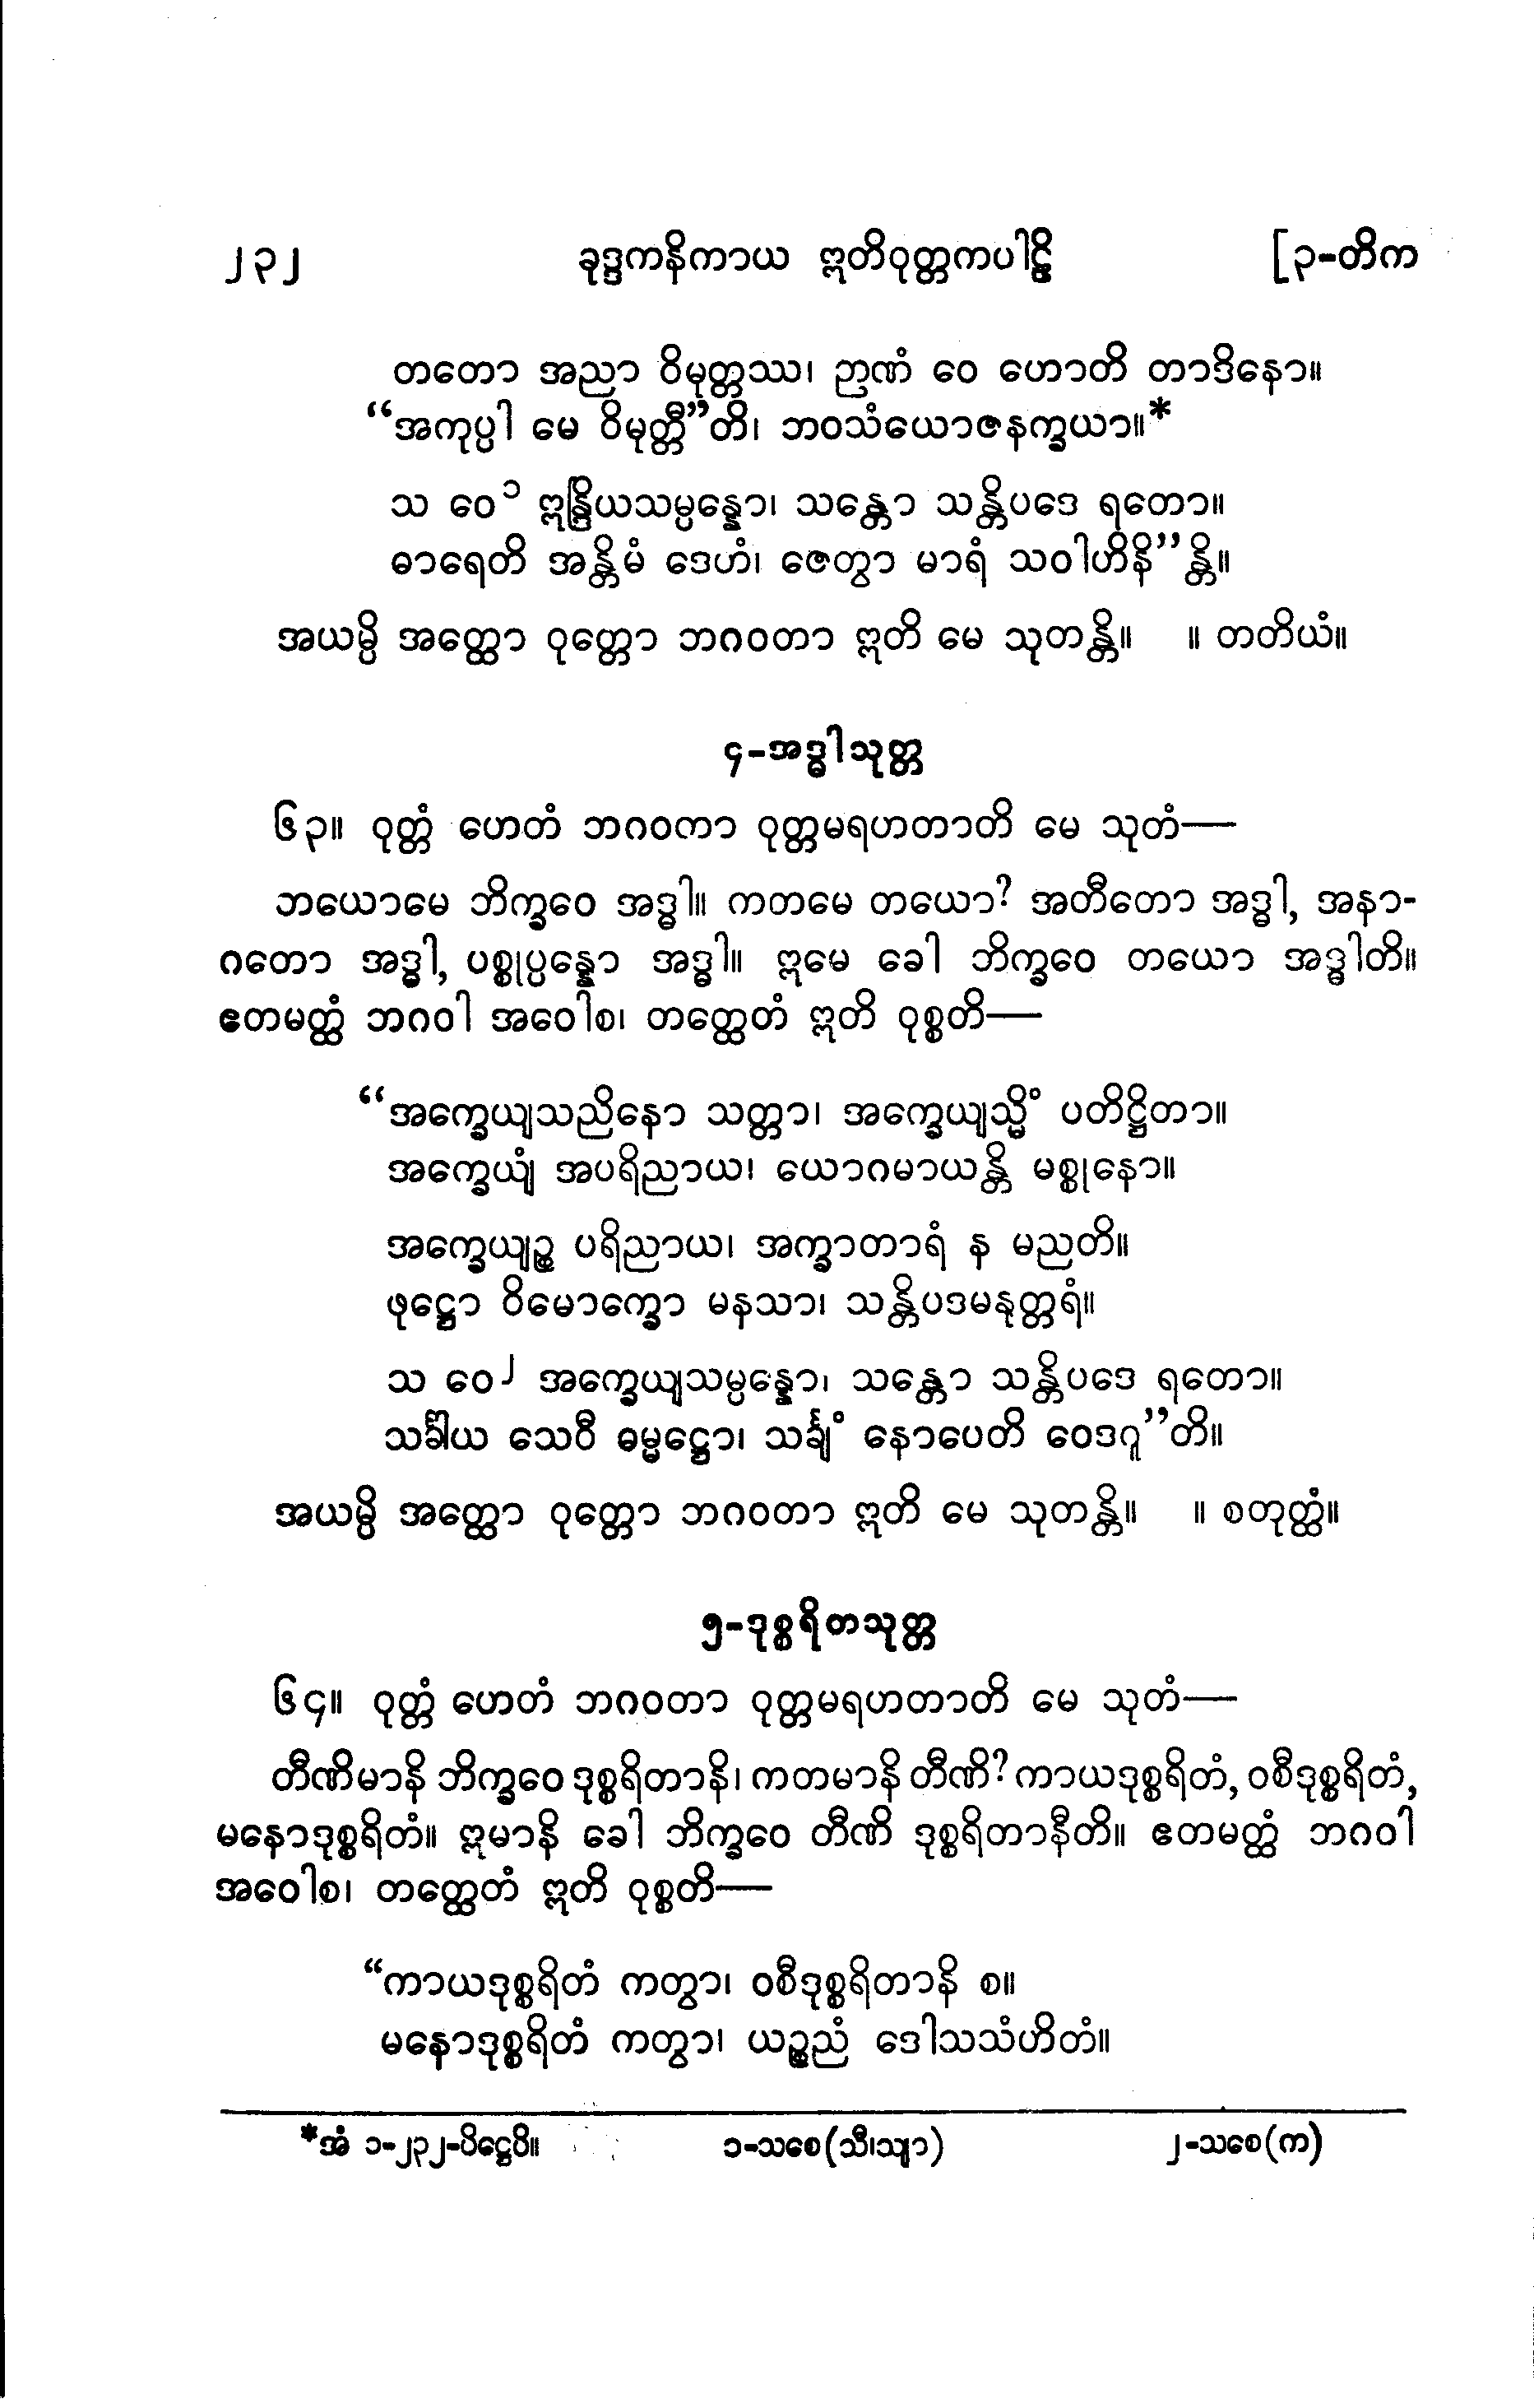 ၂၃၂ ခုဒ္ဒကနိကာယ ဣတိဝုတ္တကပါဠိ [၃-တိက
တတော အညာ ဝိမုတ္တဿ၊ ဉာဏံ ဝေ ဟောတိ တာဒိနော။
“အကုပ္ပါ မေ ဝိမုတ္တီ”တိ၊ ဘဝသံယောဇနက္ခယာ။*
သ ဝေ၁ ဣန္ဒြိယသမ္ပန္နော၊ သန္တော သန္တိပဒေ ရတော။
ဓာရေတိ အန္တိမံ ဒေဟံ၊ ဇေတွာ မာရံ သဝါဟိနိ”န္တိ။
အယမ္ပိ အတ္ထော ဝုတ္တော ဘဂဝတာ ဣတိ မေ သုတန္တိ။ ။ တတိယံ။
၄-အဒ္ဓါသုတ္တ
၆၃။ ဝုတ္တံ ဟေတံ ဘဂဝကာ ဝုတ္တမရဟတာတိ မေ သုတံ—
ဘယောမေ ဘိက္ခဝေ အဒ္ဓါ။ ကတမေ တယော? အတီတော အဒ္ဓါ, အနာ-
ဂတော အဒ္ဓါ, ပစ္စုပ္ပန္နော အဒ္ဓါ။ ဣမေ ခေါ ဘိက္ခဝေ တယော အဒ္ဓါတိ။
ဧတမတ္ထံ ဘဂဝါ အဝေါစ၊ တတ္ထေတံ ဣတိ ဝုစ္စတိ—
“အက္ခေယျသညိနော သတ္တာ၊ အက္ခေယျသ္မိံ ပတိဋ္ဌိတာ။
အက္ခေယျံ အပရိညာယ၊ ယောဂမာယန္တိ မစ္စုနော။
အက္ခေယျဉ္စ ပရိညာယ၊ အက္ခာတာရံ န မညတိ။
ဖုဋ္ဌော ဝိမောက္ခော မနသာ၊ သန္တိပဒမနုတ္တရံ။
သ ဝေ၂ အက္ခေယျသမ္ပန္နော၊ သန္တော သန္တိပဒေ ရတော။
သင်္ခါယ သေဝီ ဓမ္မဋ္ဌော၊ သင်္ချံ နောပေတိ ဝေဒဂူ”တိ။
အယမ္ပိ အတ္ထော ဝုတ္တော ဘဂဝတာ ဣတိ မေ သုတန္တိ။ ။ စတုတ္ထံ။
၅-ဒုစ္စရိတသုတ္တ
၆၄။ ဝုတ္တံ ဟေတံ ဘဂဝတာ ဝုတ္တမရဟတာတိ မေ သုတံ—
တီဏိမာနိ ဘိက္ခဝေ ဒုစ္စရိတာနိ၊ ကတမာနိ တီဏိ? ကာယဒုစ္စရိတံ, ဝစီဒုစ္စရိတံ,
မနောဒုစ္စရိတံ။ ဣမာနိ ခေါ ဘိက္ခဝေ တီဏိ ဒုစ္စရိတာနီတိ။ ဧတမတ္ထံ ဘဂဝါ
အဝေါစ၊ တတ္ထေတံ ဣတိ ဝုစ္စတိ—
“ကာယဒုစ္စရိတံ ကတွာ၊ ဝစီဒုစ္စရိတာနိ စ။
မနောဒုစ္စရိတံ ကတွာ၊ ယဉ္စညံ ဒေါသသံဟိတံ။
*အံ ၁-၂၃၂-ပိဋ္ဌေပိ။ ၁-သစေ(သီ၊သျာ) ၂-သစေ(က)